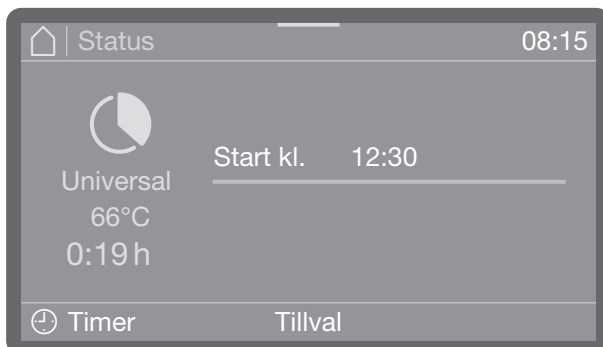 Status 08:15
Start kl. 12:30
Universal
66°C
0:19 h
Timer Tillval